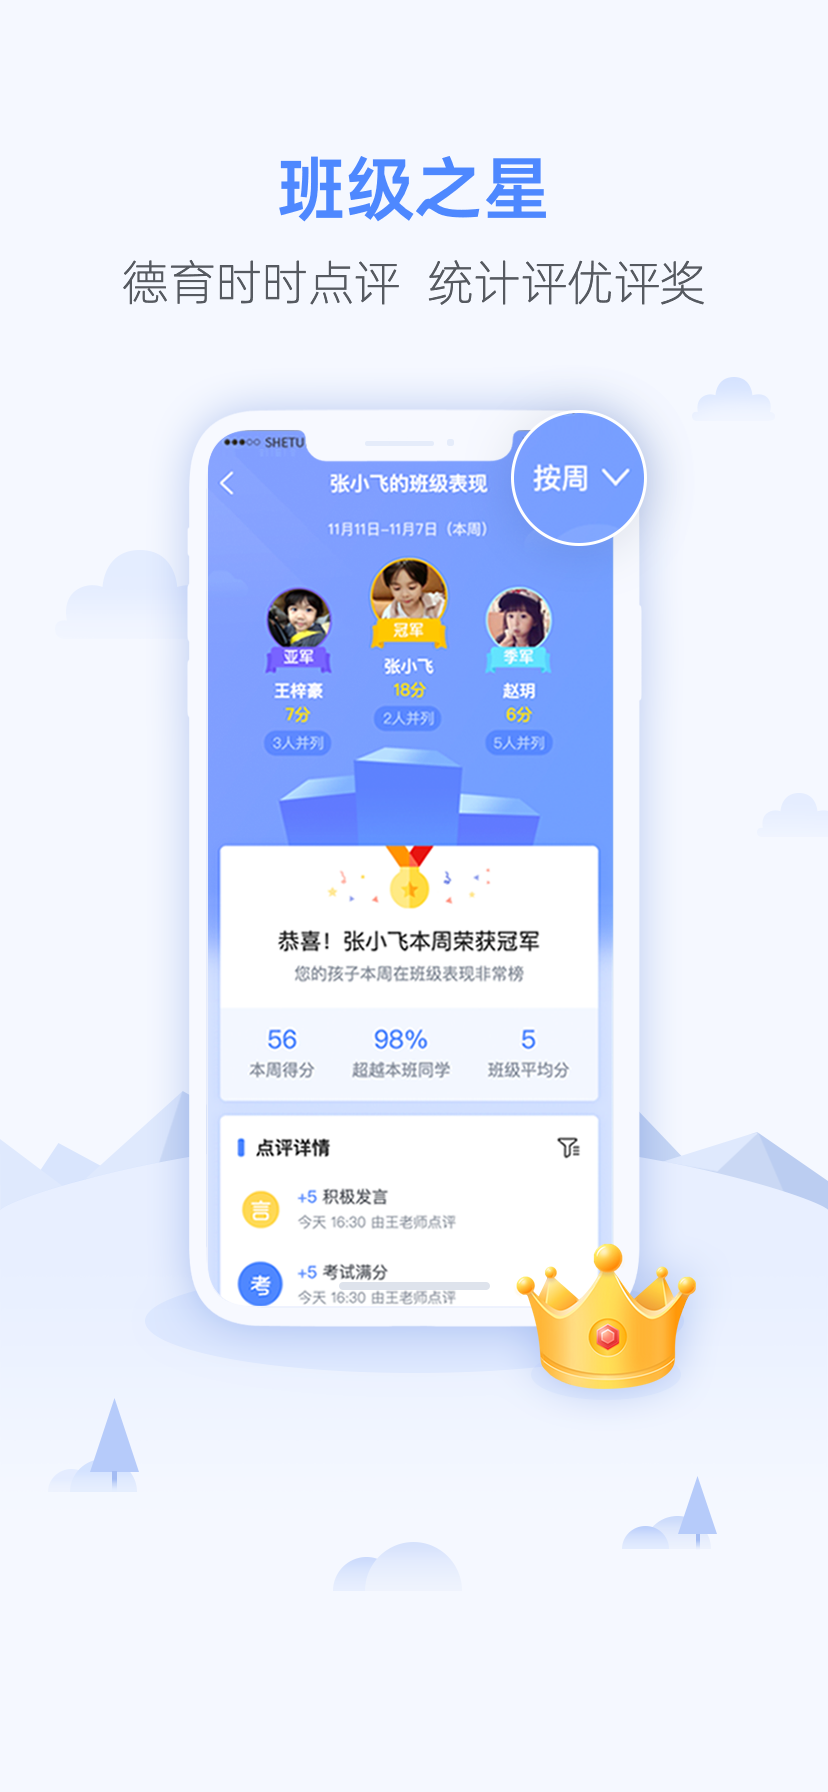 班级之星
德育时时点评 统计评优评奖
SHETU
张小飞的班级表现
按周
11月11日-11月7日（本周）
冠军
亚军
季军
张小飞
王梓豪
赵玥
18分
7分
6分
2人并列
3人并列
5人并列
恭喜！张小飞本周荣获冠军
您的孩子本周在班级表现非常榜
56 98% 5
本周得分 超越本班同学 班级平均分
点评详情
言
+5 积极发言
今天 16:30 由王老师点评
考
+5 考试满分
今天 16:30 由王老师点评